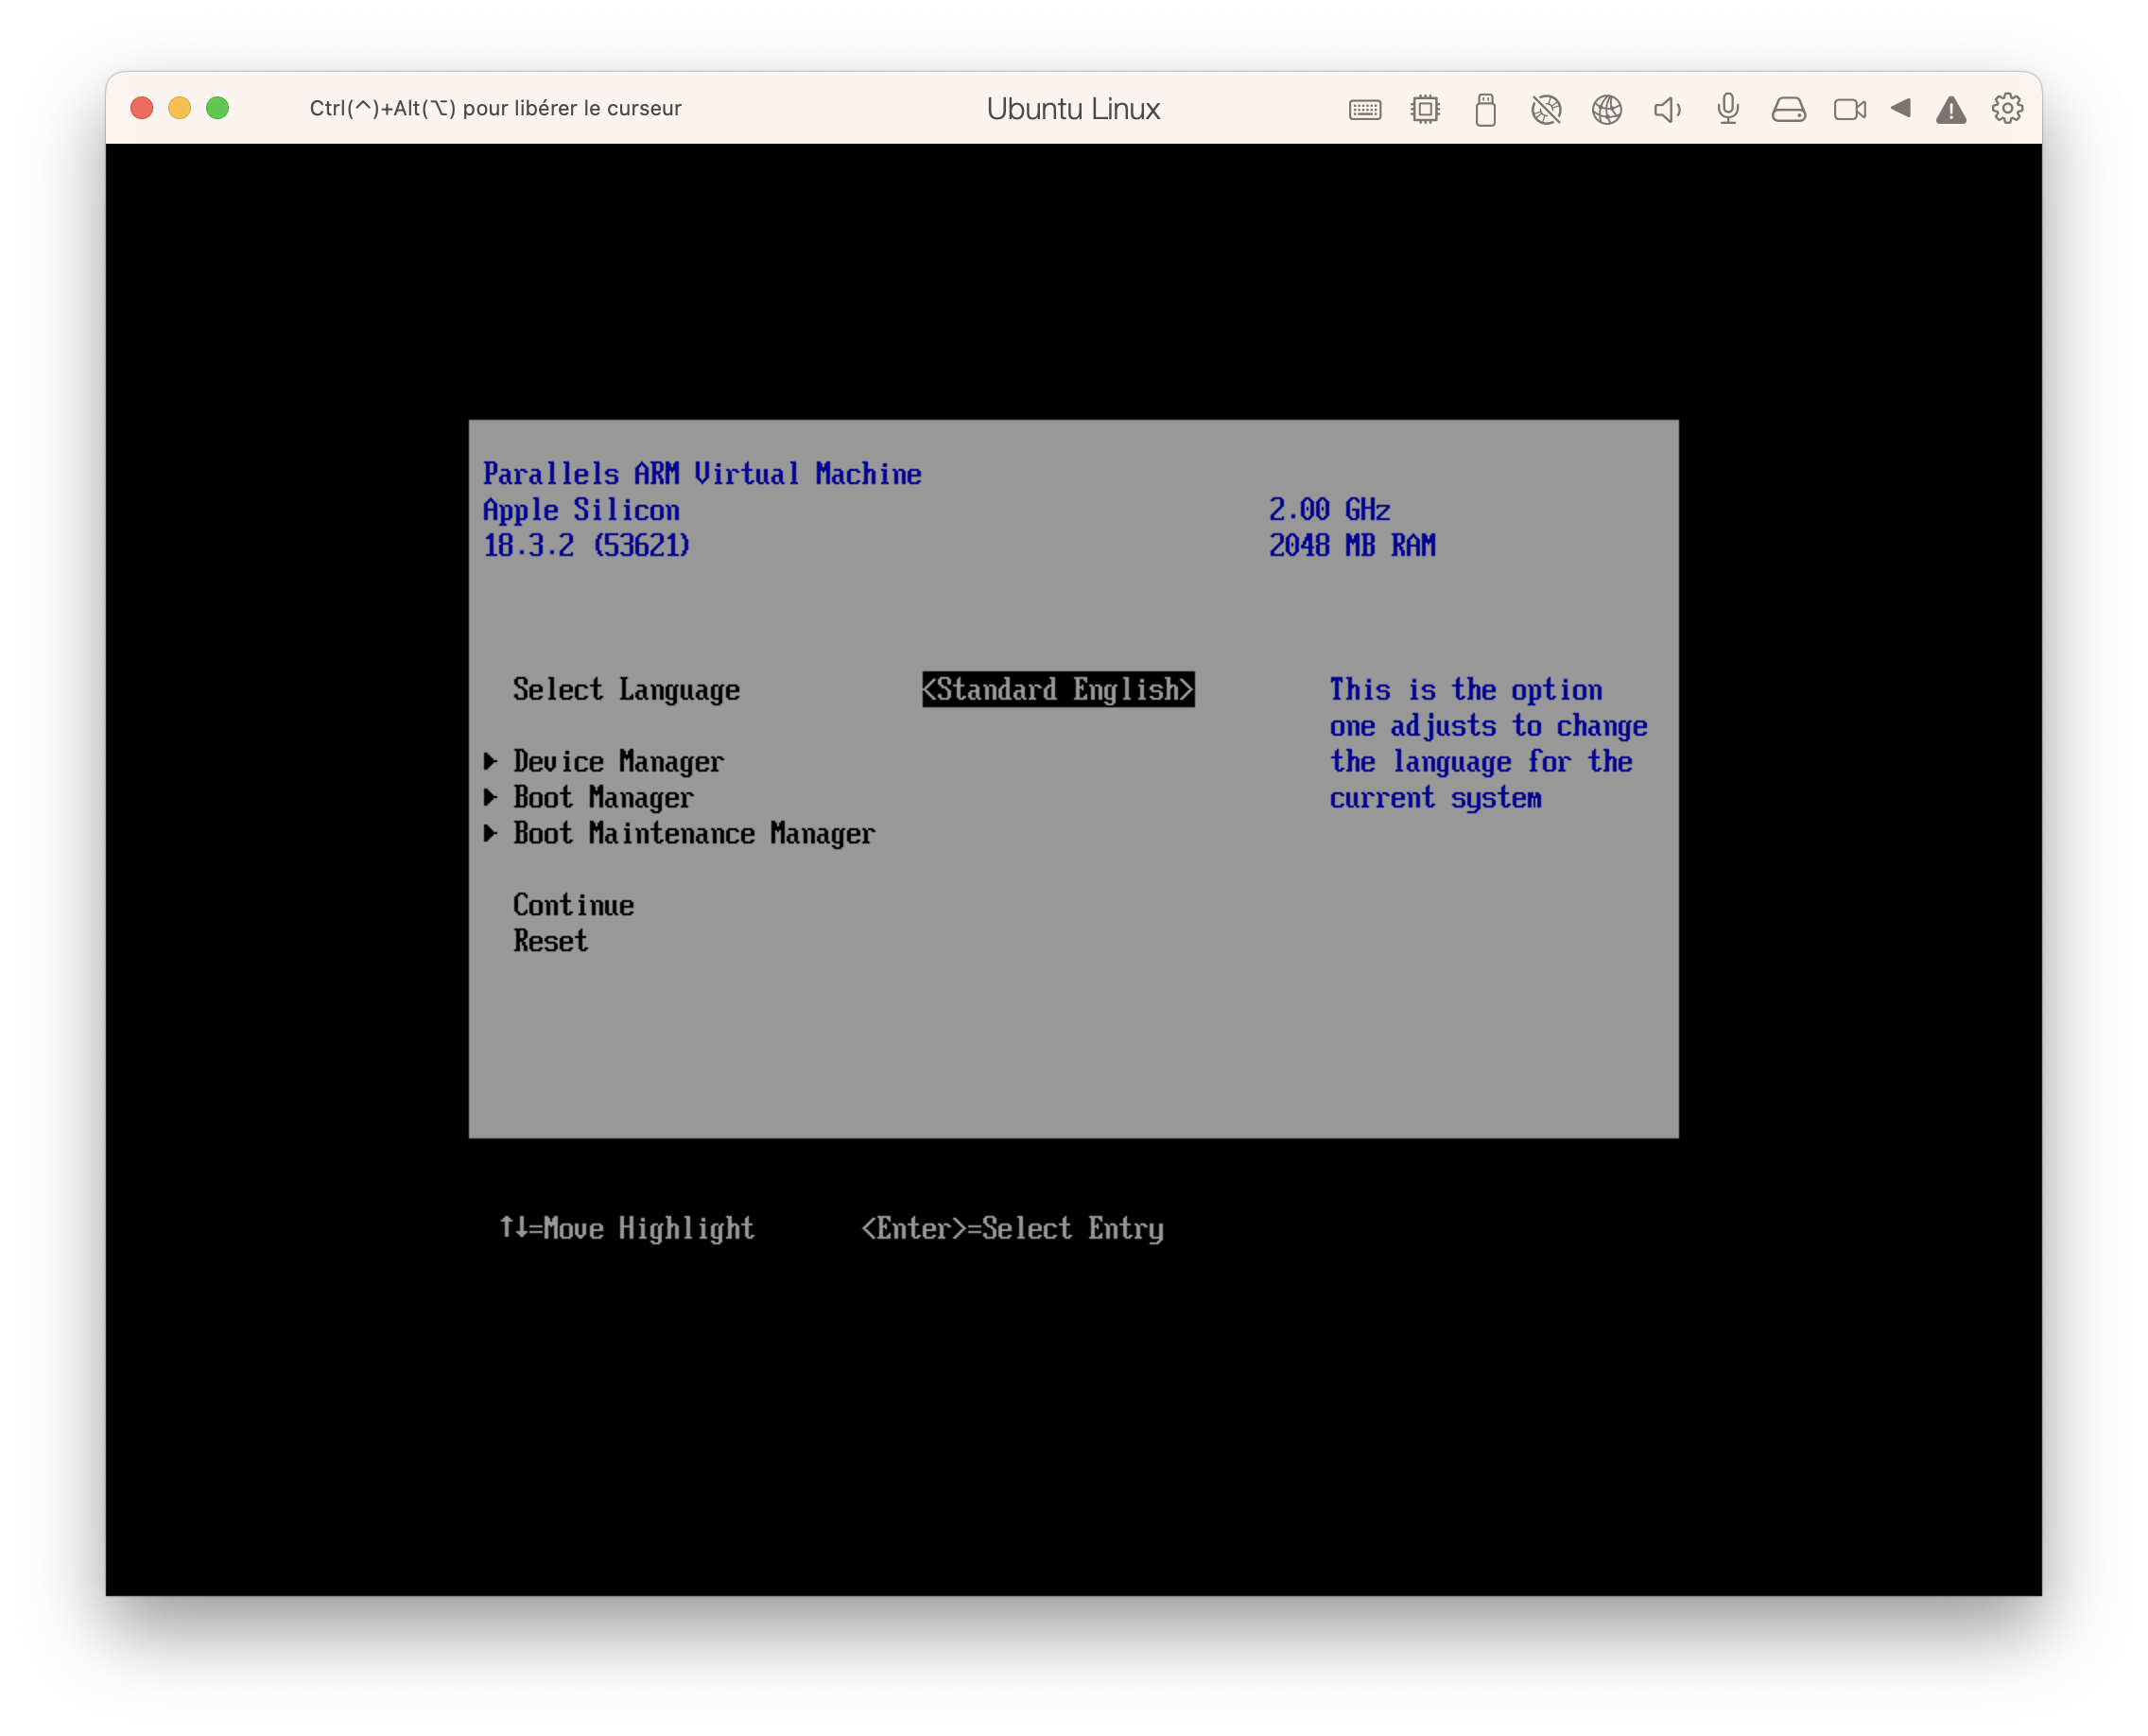 Ctrl(^)+Alt(⌥) pour libérer le curseur
Ubuntu Linux
Parallels ARM Virtual Machine
Apple Silicon 2.00 GHz
18.3.2 (53621) 2048 MB RAM
Select Language <Standard English>
This is the option
one adjusts to change
the language for the
current system
Device Manager
Boot Manager
Boot Maintenance Manager
Continue
Reset
↑↓=Move Highlight <Enter>=Select Entry